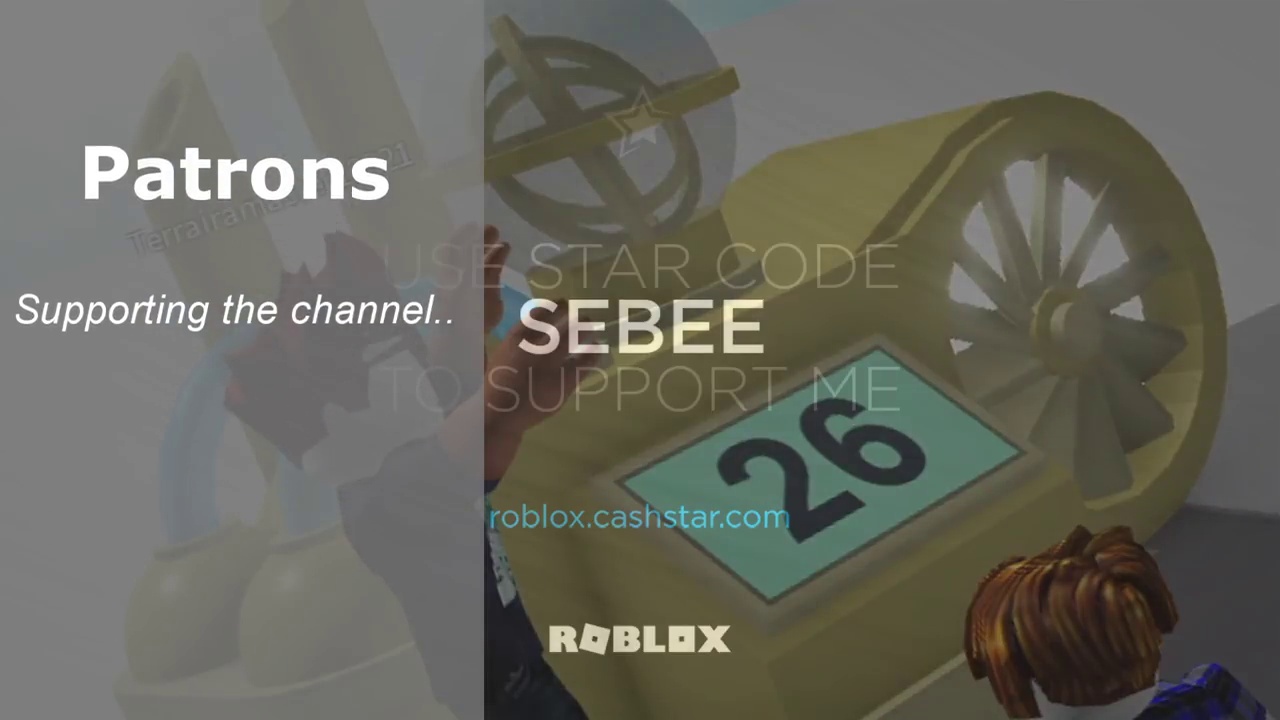 Patrons
Supporting the channel..
USE STAR CODE
SEBEE
TO SUPPORT ME
26
roblox.cashstar.com
ROBLOX